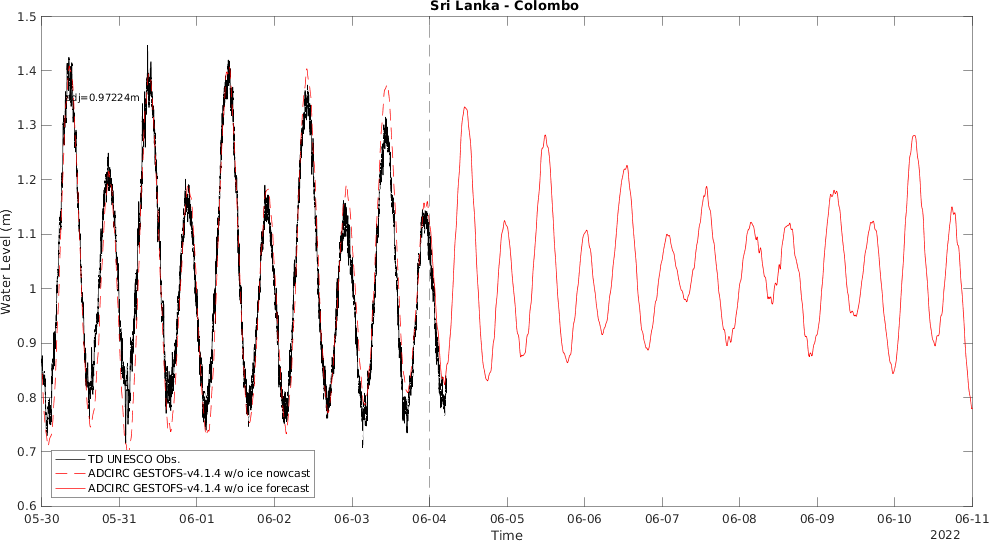 Sri Lanka - Colombo
Water Level (m)
1.5
1.4
1.3
1.2
1.1
1
0.9
0.8
0.7
0.6
adj=0.97224m
TD UNESCO Obs.
ADCIRC GESTOFS-v4.1.4 w/o ice nowcast
ADCIRC GESTOFS-v4.1.4 w/o ice forecast
05-30 05-31 06-01 06-02 06-03 06-04 06-05 06-06 06-07 06-08 06-09 06-10 06-11
Time
2022